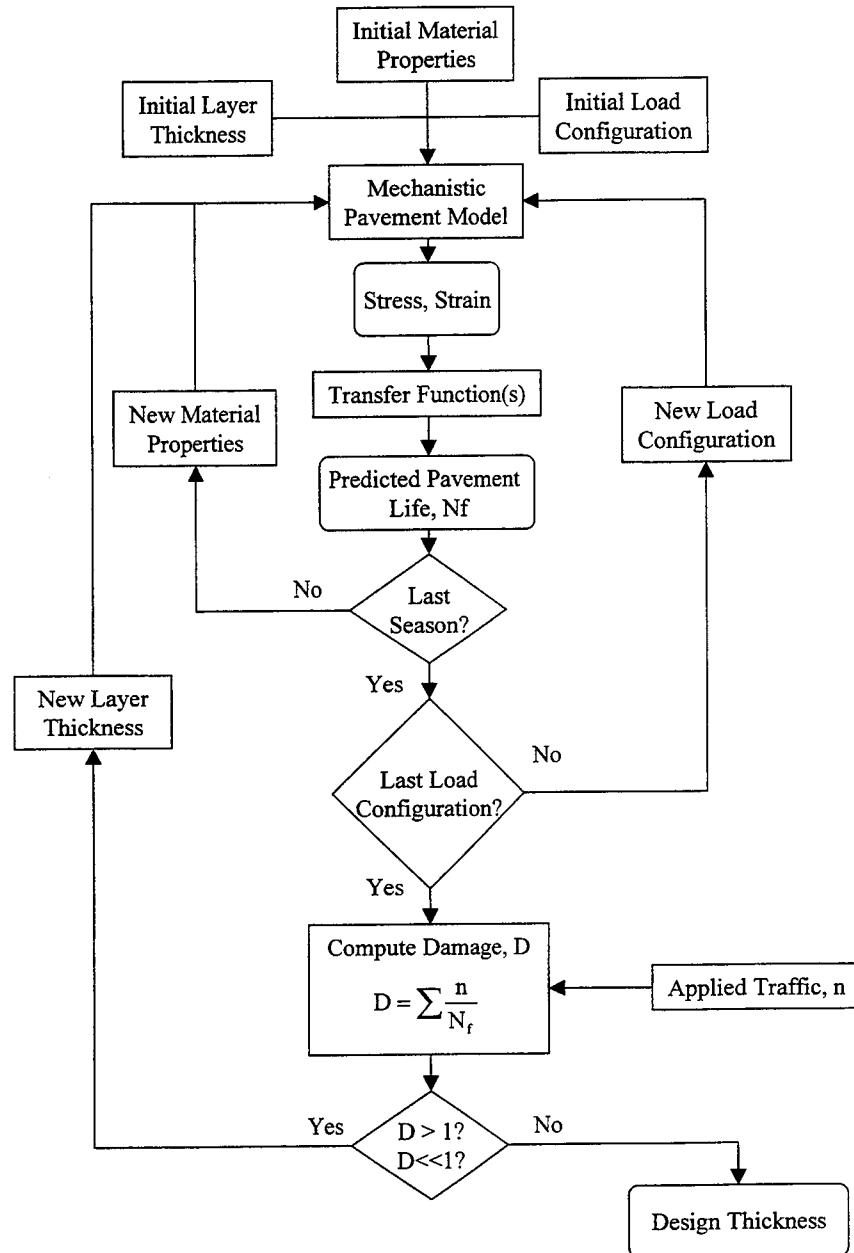 Initial Material
Properties
Initial Layer
Thickness
Initial Load
Configuration
Mechanistic
Pavement Model
Stress, Strain
Transfer Function(s)
New Material
Properties
New Load
Configuration
Predicted Pavement
Life, Nf
No
Last
Season?
Yes
New Layer
Thickness
No
Last Load
Configuration?
Yes
Compute Damage, D
D = ∑ n/N_f
Applied Traffic, n
Yes
D > 1?
D<<1?
No
Design Thickness